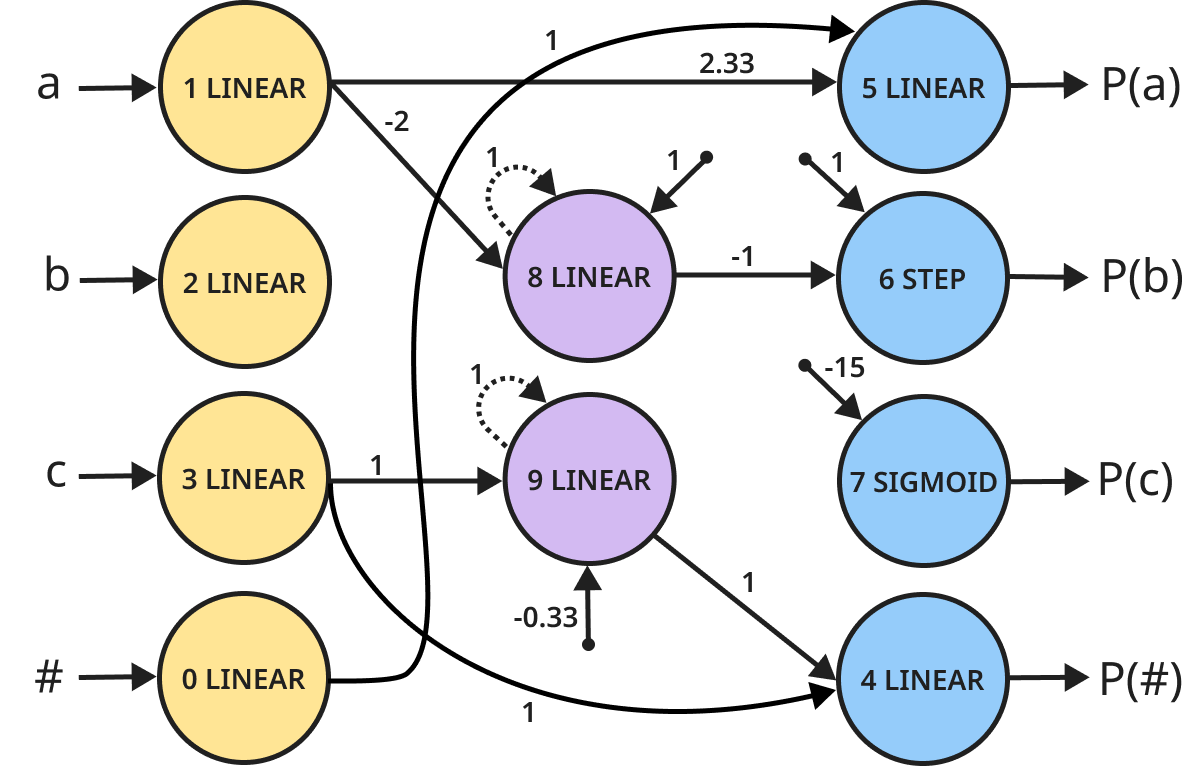 1
a
1 LINEAR
2.33
5 LINEAR
P(a)
-2
1
1
1
b
2 LINEAR
8 LINEAR
-1
6 STEP
P(b)
1
-15
c
3 LINEAR
1
9 LINEAR
7 SIGMOID
P(c)
-0.33
1
#
0 LINEAR
4 LINEAR
P(#)
1